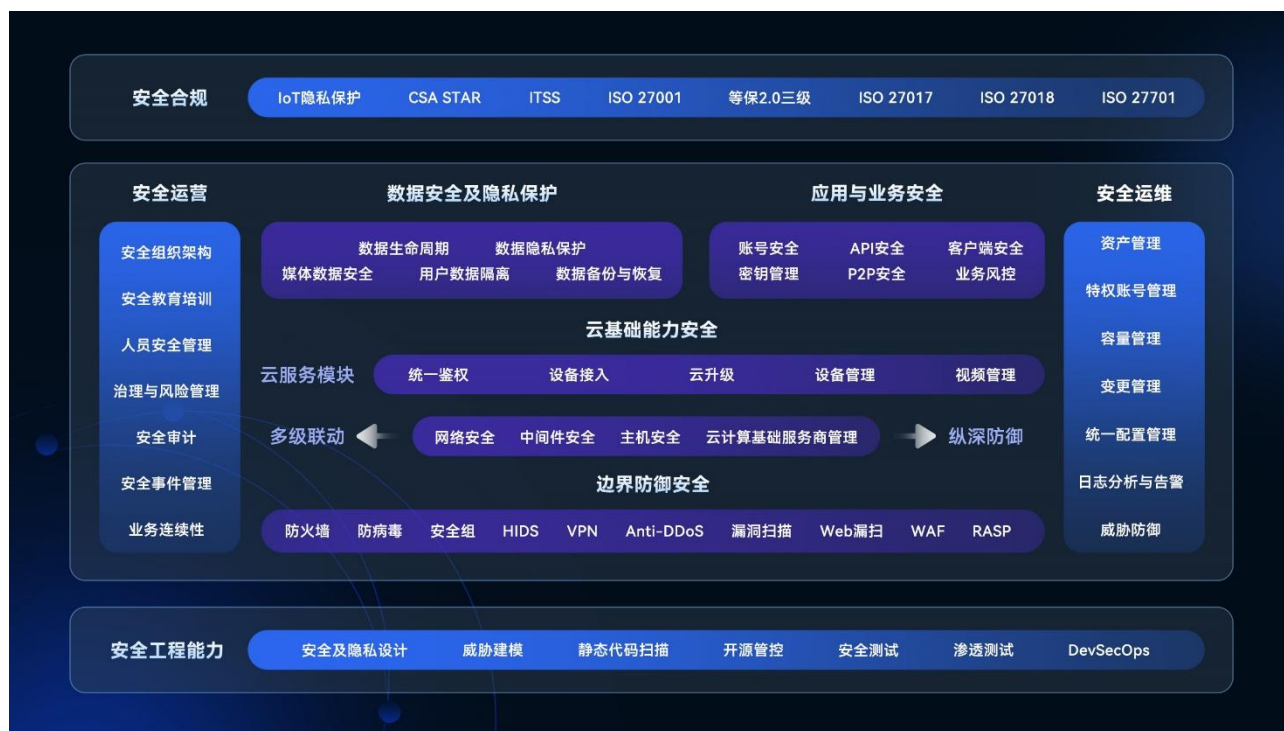 安全合规 IoT隐私保护 CSA STAR ITSS ISO 27001 等保2.0三级 ISO 27017 ISO 27018 ISO 27701
安全运营
安全组织架构
安全教育培训
人员安全管理
治理与风险管理
安全审计
安全事件管理
业务连续性
数据安全及隐私保护
数据生命周期 数据隐私保护
媒体数据安全 用户数据隔离 数据备份与恢复
应用与业务安全
账号安全 API安全 客户端安全
密钥管理 P2P安全 业务风控
云基础能力安全
云服务模块 统一鉴权 设备接入 云升级 设备管理 视频管理
多级联动 网络安全 中间件安全 主机安全 云计算基础服务商管理 纵深防御
边界防御安全
防火墙 防病毒 安全组 HIDS VPN Anti-DDoS 漏洞扫描 Web漏扫 WAF RASP
安全运维
资产管理
特权账号管理
容量管理
变更管理
统一配置管理
日志分析与告警
威胁防御
安全工程能力 安全及隐私设计 威胁建模 静态代码扫描 开源管控 安全测试 渗透测试 DevSecOps